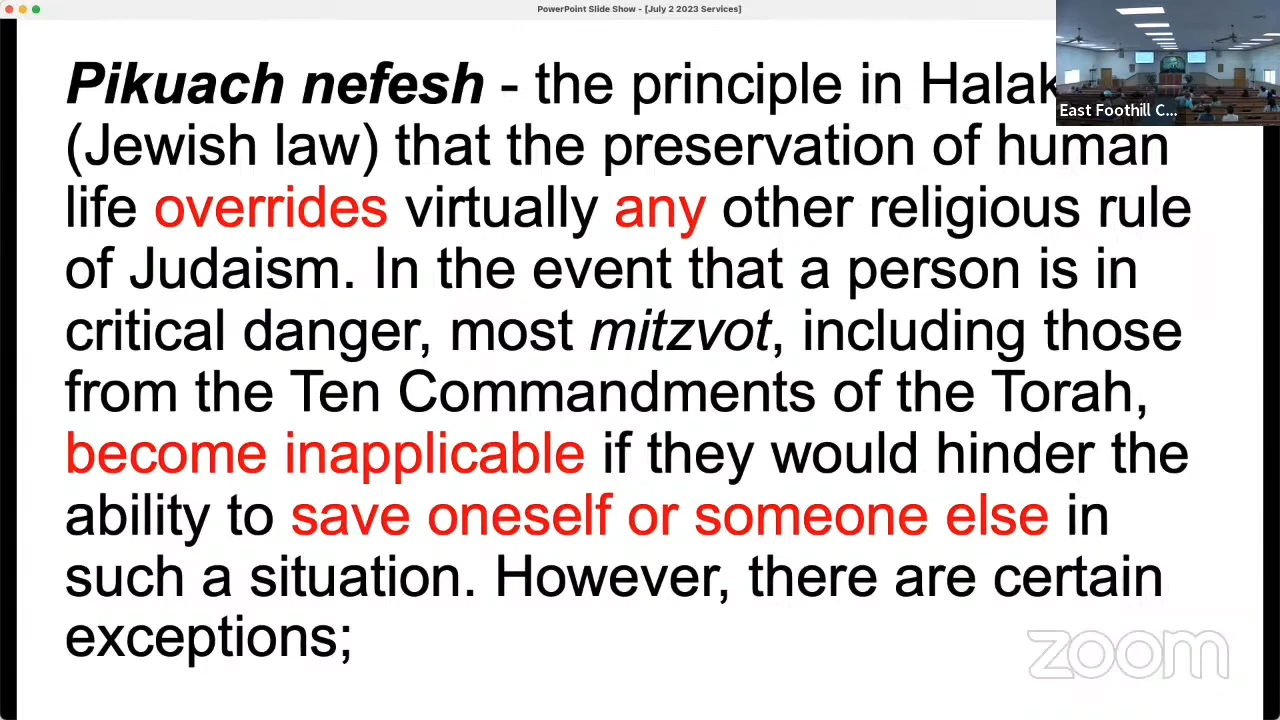 PowerPoint Slide Show - [July 2 2023 Services]
Pikuach nefesh - the principle in
(Jewish law) that the preservation of human
life overrides virtually any other religious rule
of Judaism. In the event that a person is in
critical danger, most mitzvot, including those
from the Ten Commandments of the Torah,
become inapplicable if they would hinder the
ability to save oneself or someone else in
such a situation. However, there are certain
exceptions;
East Foothill C...
zoom